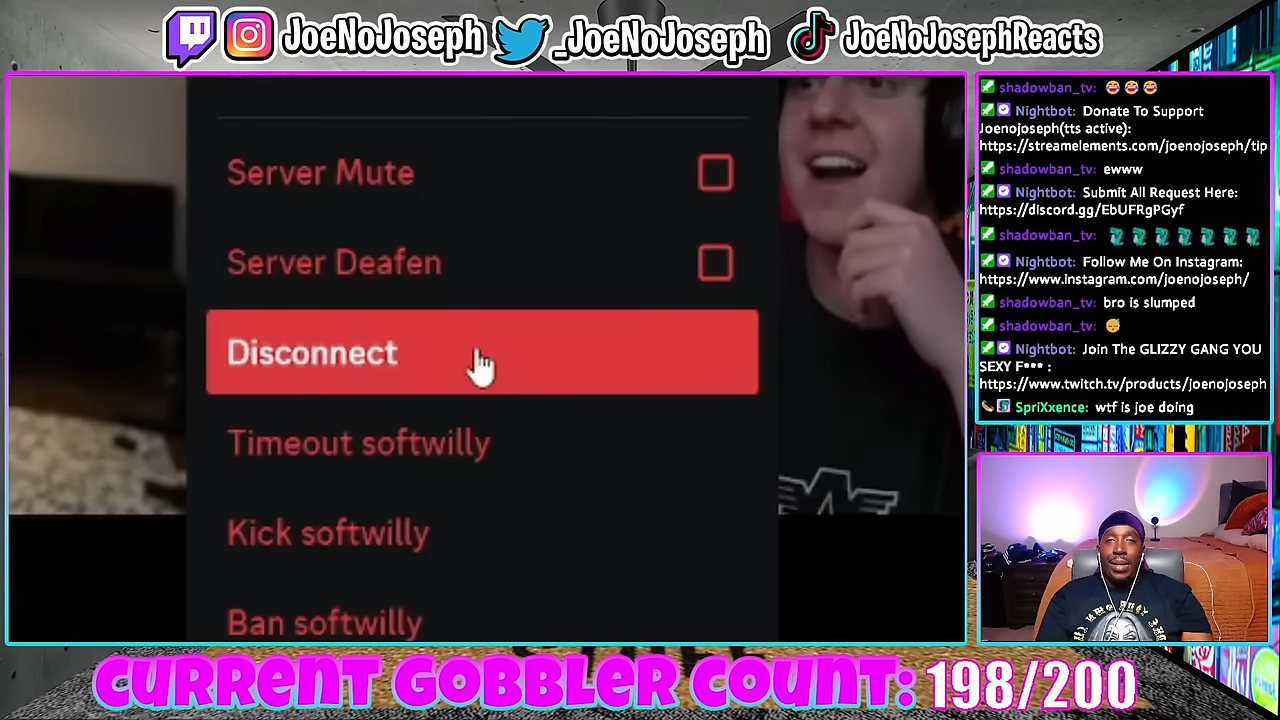 JoeNoJoseph
_JoeNoJoseph
JoeNoJosephReacts
Server Mute
Server Deafen
Disconnect
Timeout softwilly
Kick softwilly
Ban softwilly
shadowban_tv: 😂 😂 😂
Nightbot: Donate To Support
Joenojoseph(tts active):
https://streamelements.com/joenojoseph/tip
shadowban_tv: ewww
Nightbot: Submit All Request Here:
https://discord.gg/EbUFRgPGyf
shadowban_tv:
Nightbot: Follow Me On Instagram:
https://www.instagram.com/joenojoseph/
shadowban_tv: bro is slumped
shadowban_tv: 😴
Nightbot: Join The GLIZZY GANG YOU
SEXY F*** :
https://www.twitch.tv/products/joenojoseph
SpriXxence: wtf is joe doing
CURRENT GOBBLER COUNT: 198/200